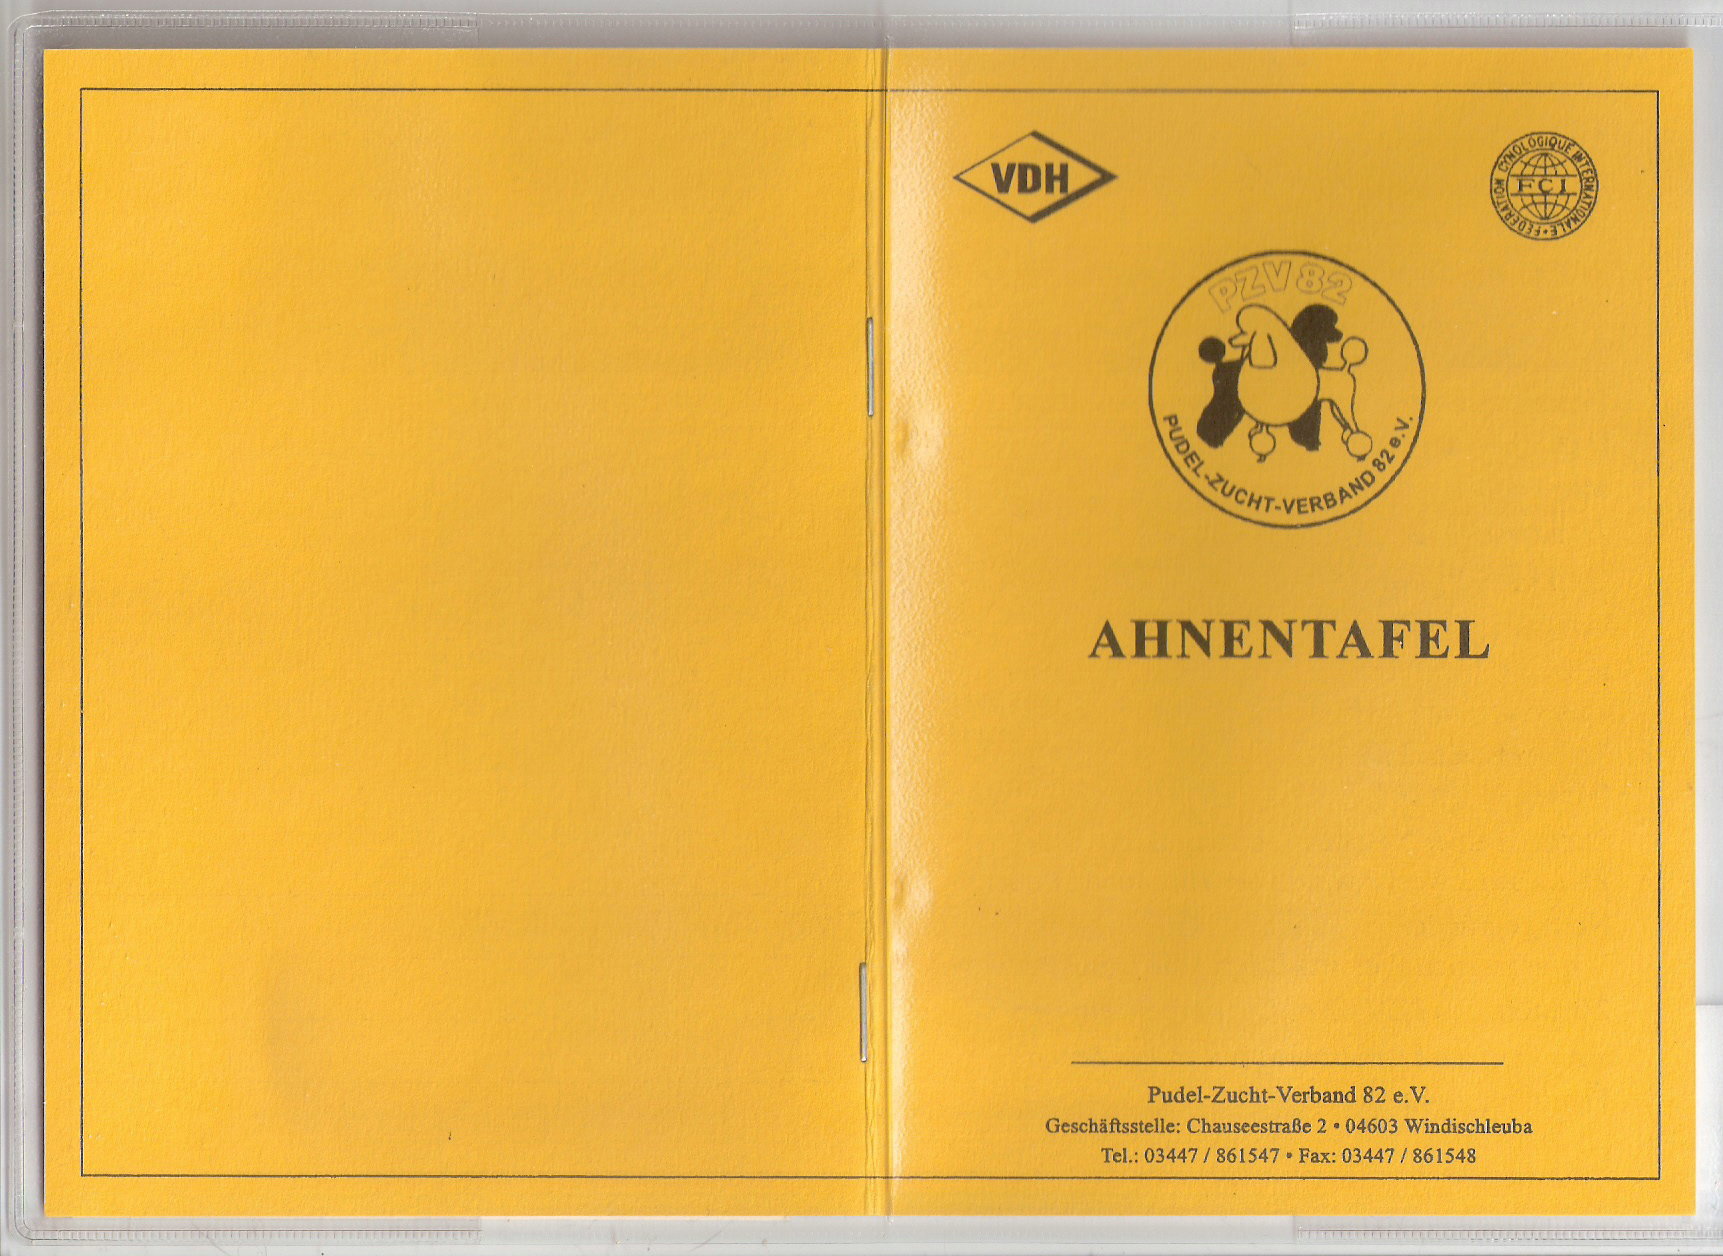 VDH
FEDERATION CYNOLOGIQUE INTERNATIONALE
FCI
PZV 82
PUDEL-ZUCHT-VERBAND 82 e.V.
AHNENTAFEL
Pudel-Zucht-Verband 82 e.V.
Geschäftsstelle: Chauseestraße 2 • 04603 Windischleuba
Tel.: 03447 / 861547 • Fax: 03447 / 861548